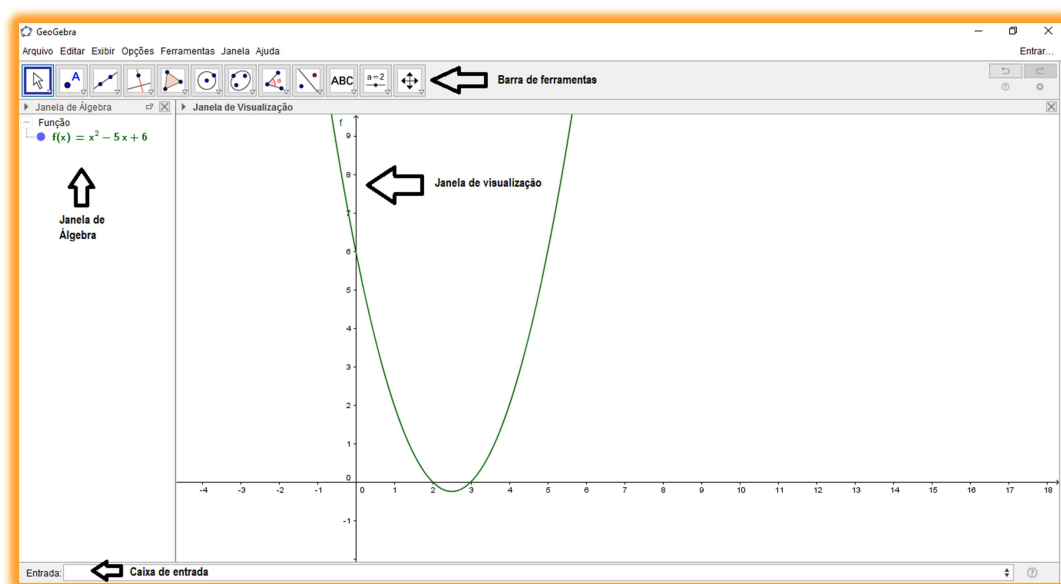 GeoGebra
Arquivo Editar Exibir Opções Ferramentas Janela Ajuda
Entrar...
A
α
ABC
a=2
Barra de ferramentas
Janela de Álgebra
Janela de Visualização
Função
f(x) = x² − 5 x + 6
Janela de
Álgebra
f
Janela de visualização
9
8
7
6
5
4
3
2
1
0
-1
-4 -3 -2 -1 0 1 2 3 4 5 6 7 8 9 10 11 12 13 14 15 16 17 18
Entrada:
Caixa de entrada